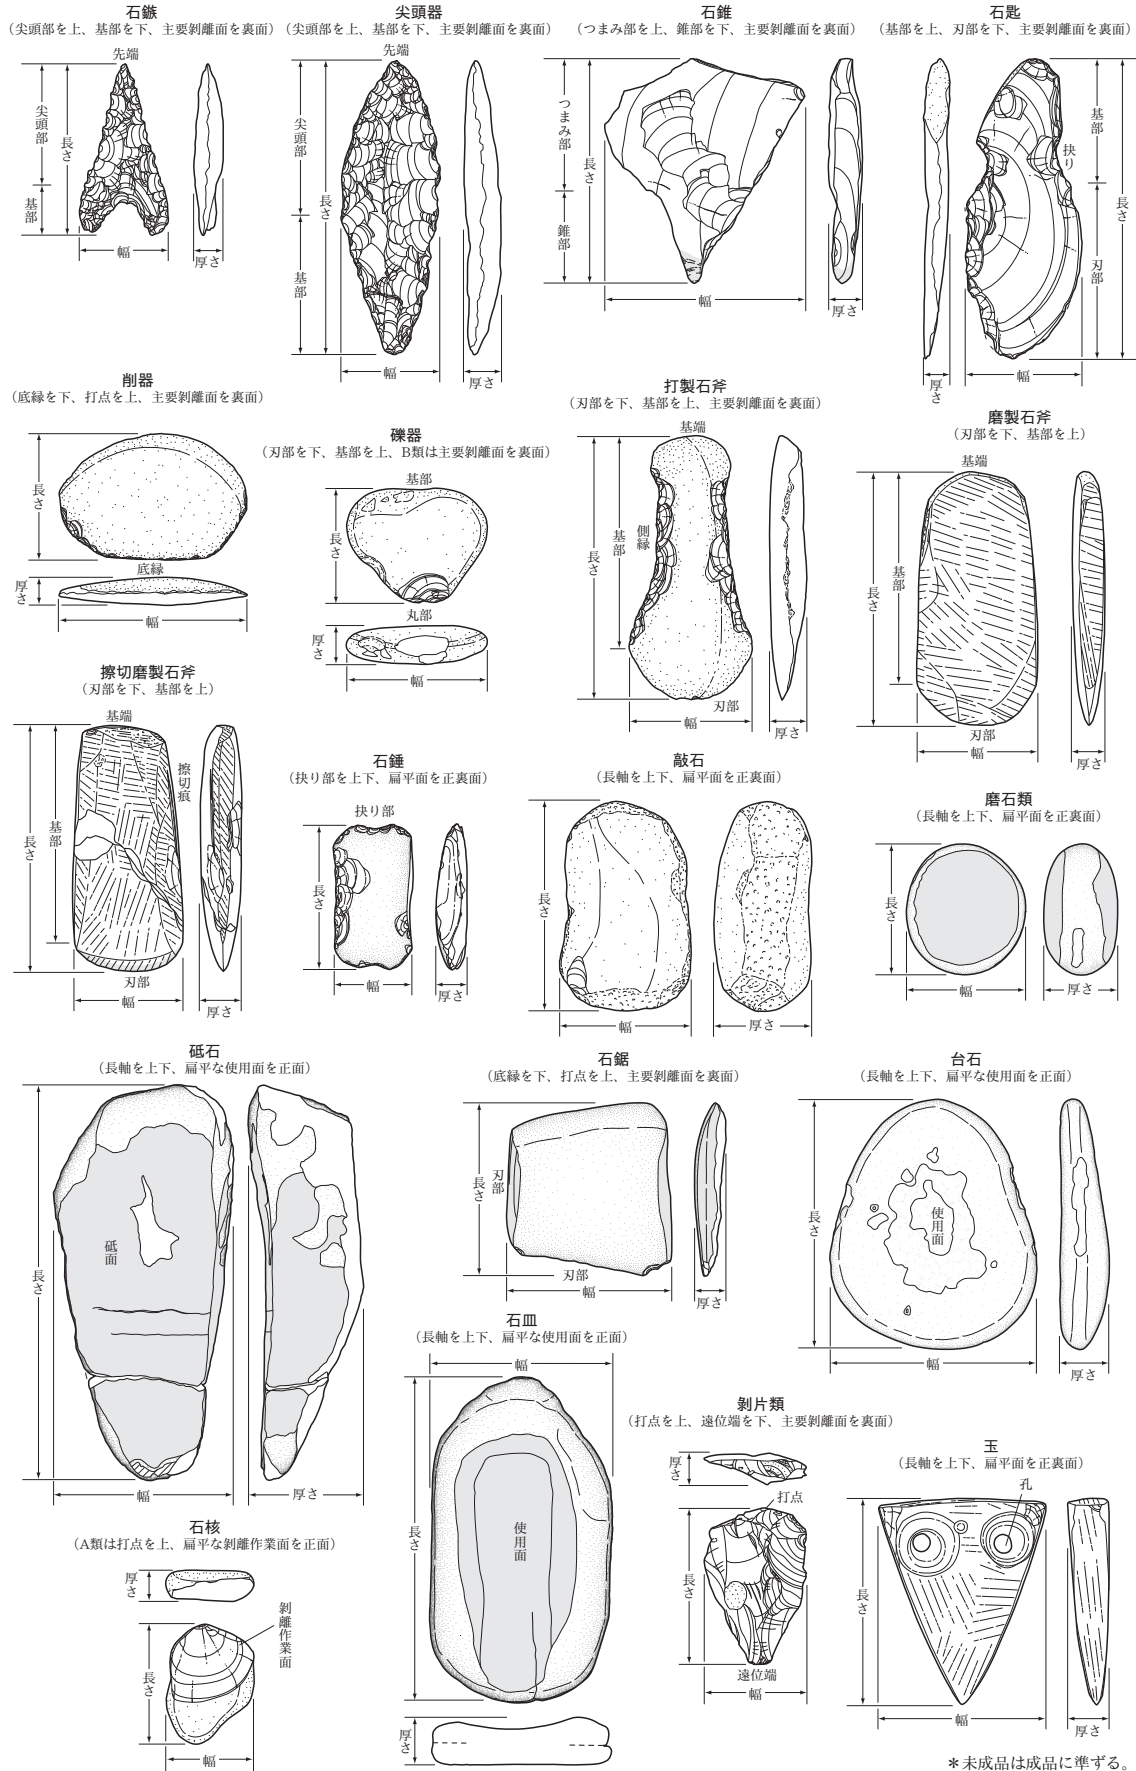 石鏃
（尖頭部を上、基部を下、主要剝離面を裏面）
先端
尖頭部
長さ
基部
幅
厚さ
尖頭器
（尖頭部を上、基部を下、主要剝離面を裏面）
先端
尖頭部
長さ
基部
幅
厚さ
石錐
（つまみ部を上、錐部を下、主要剝離面を裏面）
つまみ部
長さ
錐部
幅
厚さ
石匙
（基部を上、刃部を下、主要剝離面を裏面）
基部
抉り
長さ
刃部
厚さ
幅
削器
（底縁を下、打点を上、主要剝離面を裏面）
長さ
底縁
厚さ
幅
礫器
（刃部を下、基部を上、B類は主要剝離面を裏面）
基部
長さ
丸部
厚さ
幅
打製石斧
（刃部を下、基部を上、主要剝離面を裏面）
基端
長さ
基部
側縁
刃部
幅
厚さ
磨製石斧
（刃部を下、基部を上）
基端
長さ
基部
刃部
幅
厚さ
擦切磨製石斧
（刃部を下、基部を上）
基端
擦切痕
基部
長さ
刃部
幅
厚さ
石錘
（抉り部を上下、扁平面を正裏面）
抉り部
長さ
幅
厚さ
敲石
（長軸を上下、扁平面を正裏面）
長さ
幅
厚さ
磨石類
（長軸を上下、扁平面を正裏面）
長さ
幅
厚さ
砥石
（長軸を上下、扁平な使用面を正面）
長さ
砥面
幅
厚さ
石鋸
（底縁を下、打点を上、主要剝離面を裏面）
長さ
刃部
刃部
幅
厚さ
台石
（長軸を上下、扁平な使用面を正面）
長さ
使用面
幅
厚さ
石皿
（長軸を上下、扁平な使用面を正面）
幅
長さ
使用面
厚さ
剝片類
（打点を上、遠位端を下、主要剝離面を裏面）
厚さ
打点
長さ
遠位端
幅
玉
（長軸を上下、扁平面を正裏面）
孔
長さ
幅
厚さ
石核
（A類は打点を上、扁平な剝離作業面を正面）
厚さ
剝離作業面
長さ
幅
＊未成品は成品に準ずる。